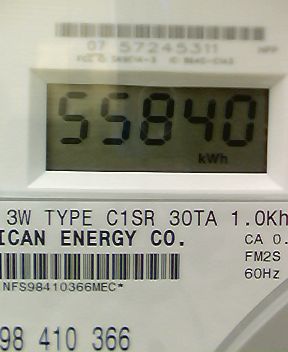 07 57245311
55840
kWh
3W TYPE C1SR 30TA 1.0Kh
ICAN ENERGY CO.
CA 0.
FM2S
60Hz
NFS98410366MEC*
98 410 366